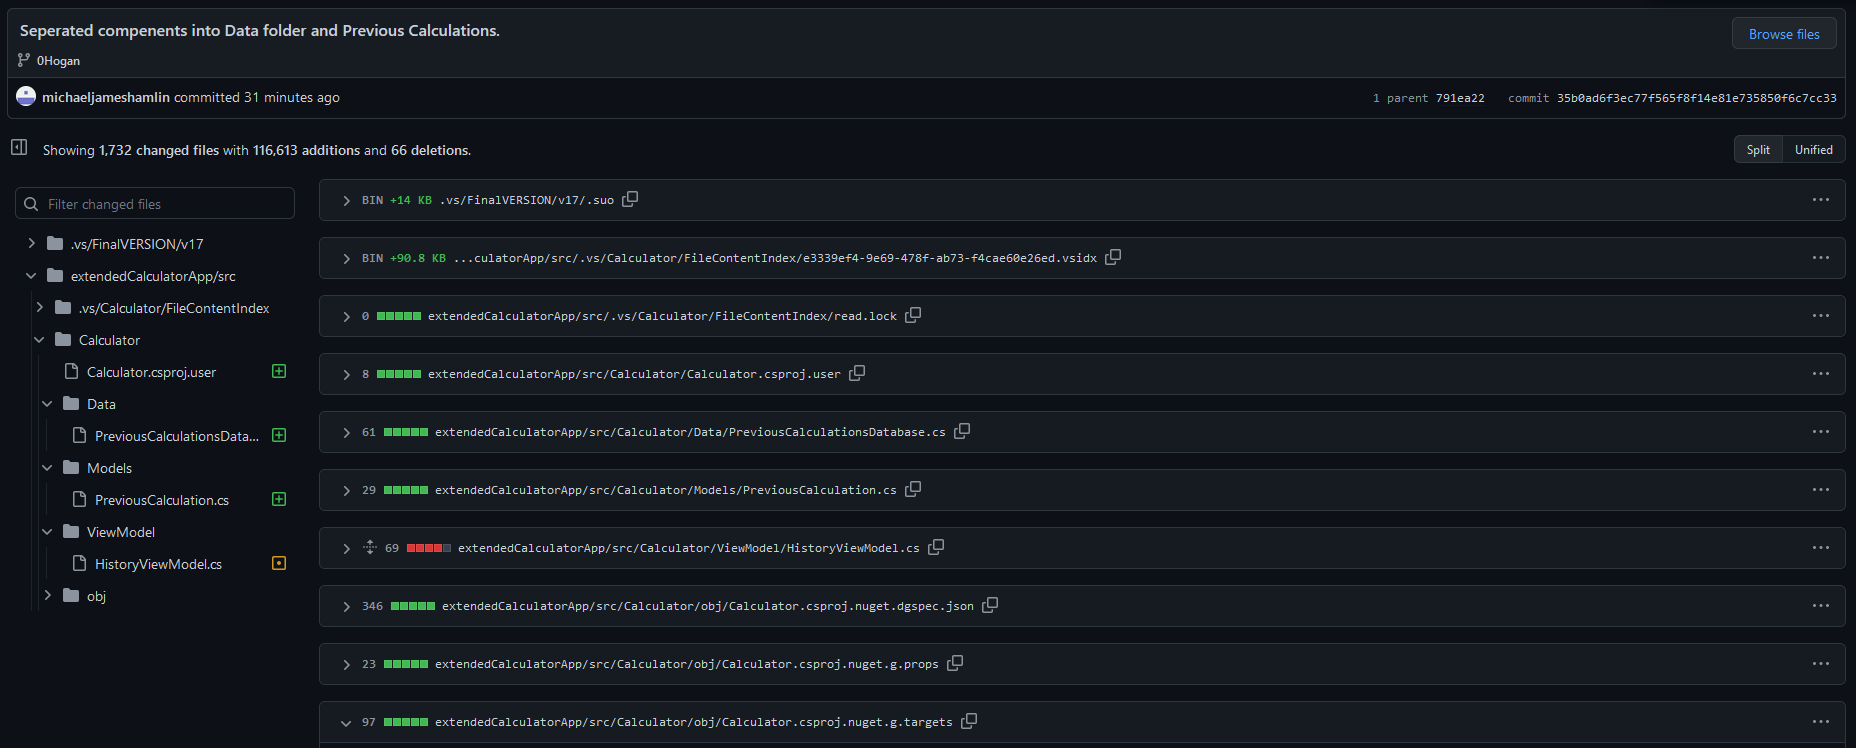 Seperated compenents into Data folder and Previous Calculations.
Browse files
0Hogan
michaeljameshamlin committed 31 minutes ago
1 parent 791ea22 commit 35b0ad6f3ec77f565f8f14e81e735850f6c7cc33
Showing 1,732 changed files with 116,613 additions and 66 deletions.
Split Unified
Filter changed files
.vs/FinalVERSION/v17
extendedCalculatorApp/src
.vs/Calculator/FileContentIndex
Calculator
Calculator.csproj.user
Data
PreviousCalculationsData...
Models
PreviousCalculation.cs
ViewModel
HistoryViewModel.cs
obj
BIN +14 KB .vs/FinalVERSION/v17/.suo
BIN +90.8 KB ...culatorApp/src/.vs/Calculator/FileContentIndex/e3339ef4-9e69-478f-ab73-f4cae60e26ed.vsidx
0 extendedCalculatorApp/src/.vs/Calculator/FileContentIndex/read.lock
8 extendedCalculatorApp/src/Calculator/Calculator.csproj.user
61 extendedCalculatorApp/src/Calculator/Data/PreviousCalculationsDatabase.cs
29 extendedCalculatorApp/src/Calculator/Models/PreviousCalculation.cs
69 extendedCalculatorApp/src/Calculator/ViewModel/HistoryViewModel.cs
346 extendedCalculatorApp/src/Calculator/obj/Calculator.csproj.nuget.dgspec.json
23 extendedCalculatorApp/src/Calculator/obj/Calculator.csproj.nuget.g.props
97 extendedCalculatorApp/src/Calculator/obj/Calculator.csproj.nuget.g.targets